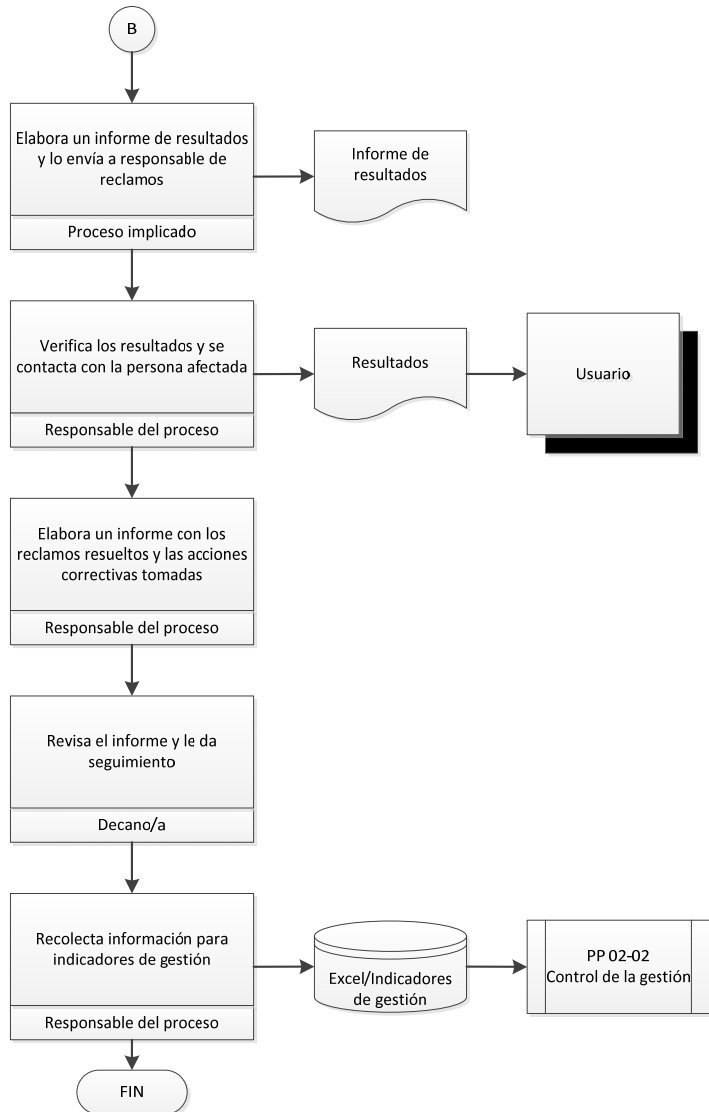 B
Elabora un informe de resultados
y lo envía a responsable de
reclamos
Proceso implicado
Informe de
resultados
Verifica los resultados y se
contacta con la persona afectada
Responsable del proceso
Resultados
Usuario
Elabora un informe con los
reclamos resueltos y las acciones
correctivas tomadas
Responsable del proceso
Revisa el informe y le da
seguimiento
Decano/a
Recolecta información para
indicadores de gestión
Responsable del proceso
Excel/Indicadores
de gestión
PP 02-02
Control de la gestión
FIN